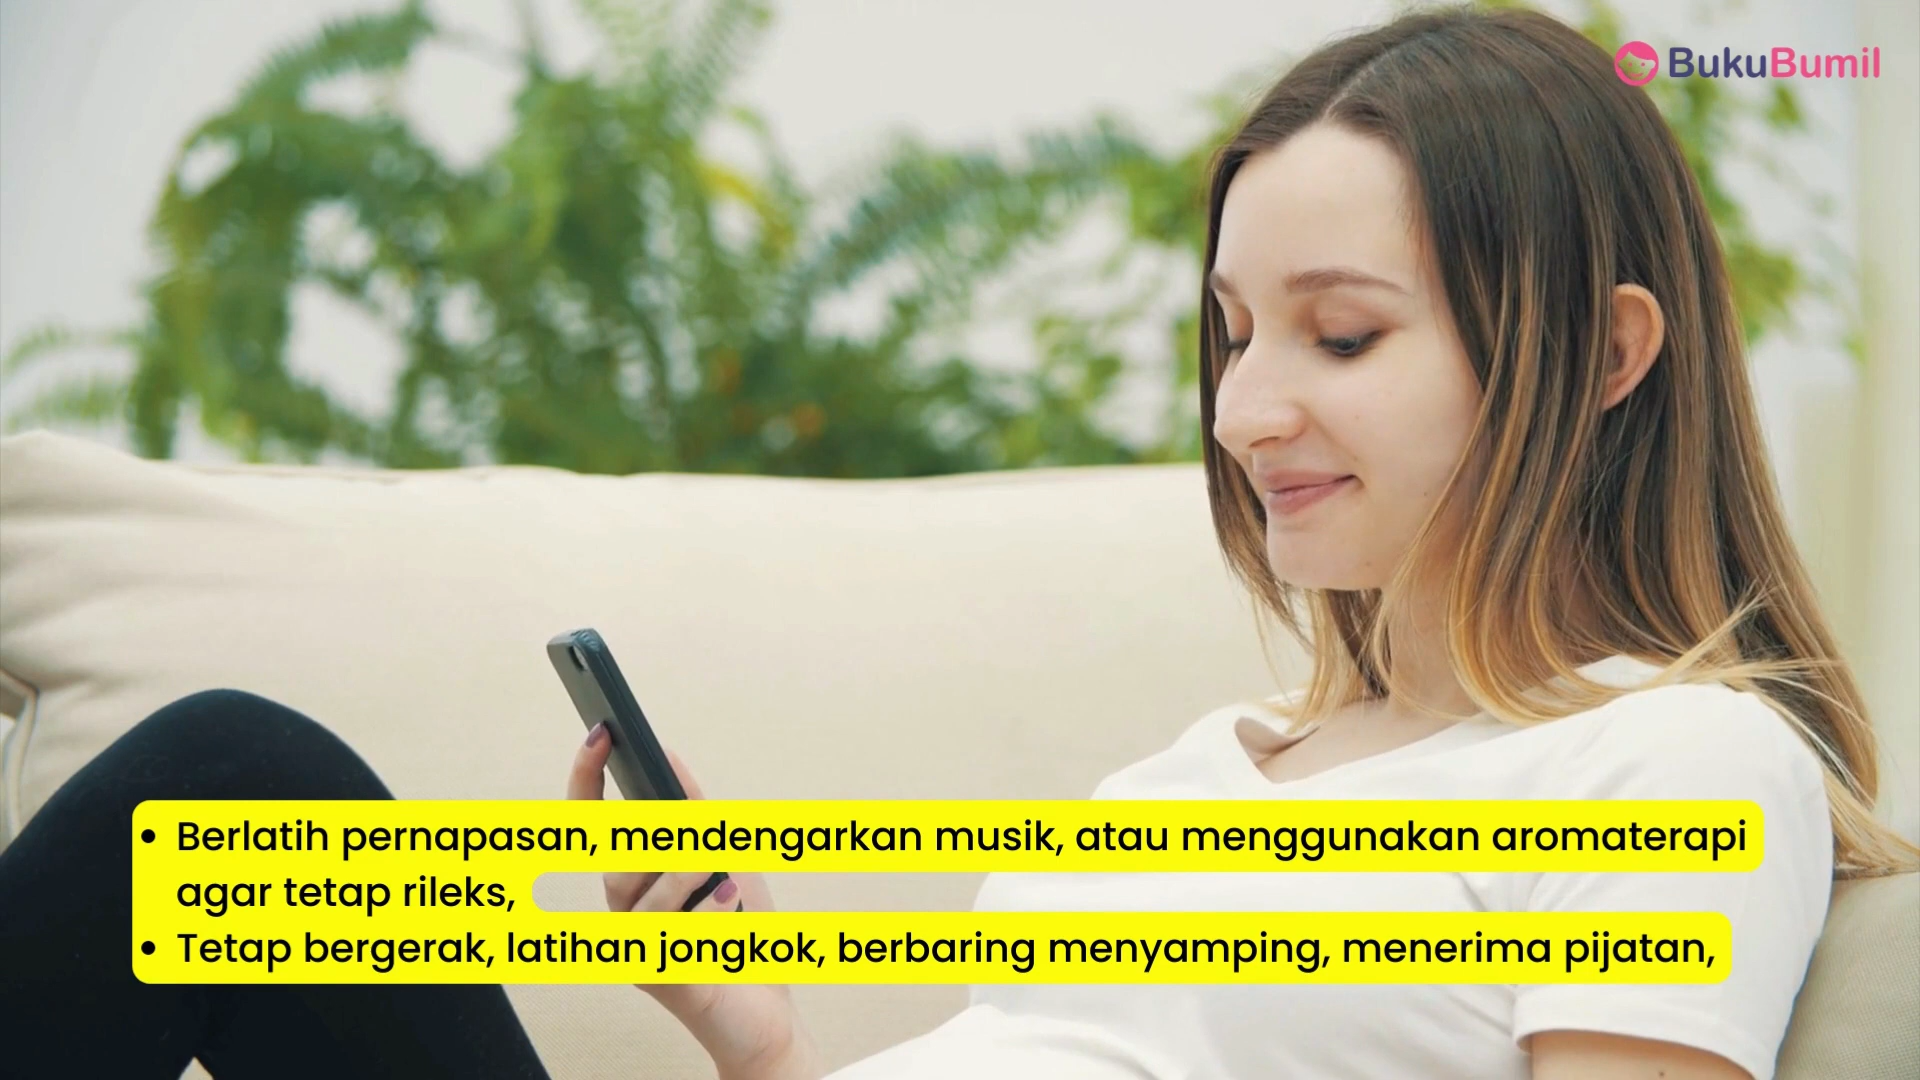 BukuBumil
• Berlatih pernapasan, mendengarkan musik, atau menggunakan aromaterapi
agar tetap rileks,
• Tetap bergerak, latihan jongkok, berbaring menyamping, menerima pijatan,